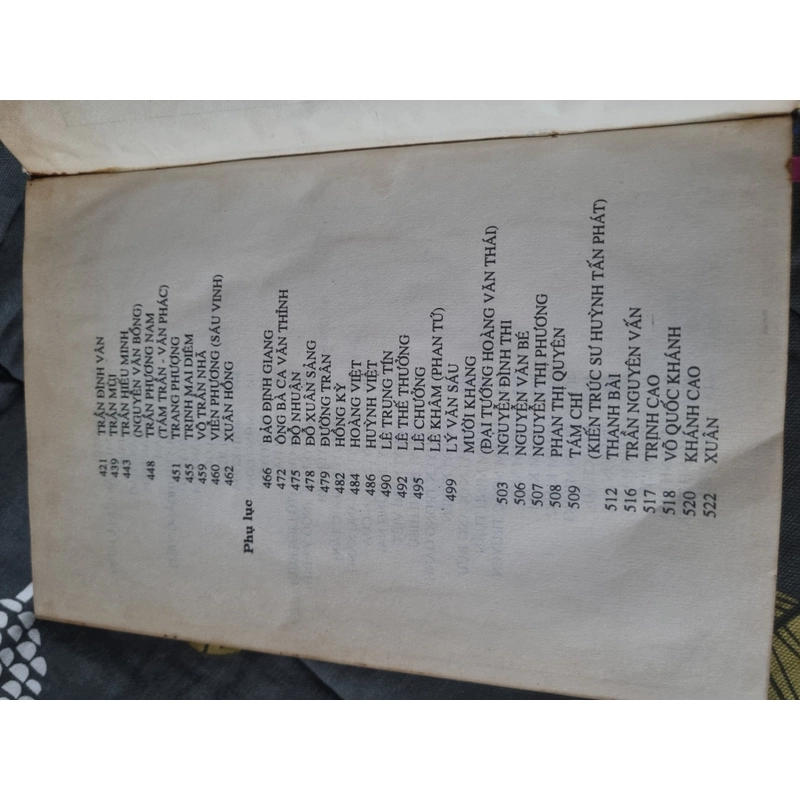 421 TRẦN ĐÌNH VÂN
439 TRẦN MÙI
443 TRẦN HIẾU MINH
(NGUYỄN VĂN BỔNG)
448 TRẦN PHƯƠNG NAM
(TÁM TRẦN - VĂN PHÁC)
451 TRANG PHƯỢNG
455 TRỊNH MAI DIÊM
459 VÕ TRẦN NHÃ
460 VIỄN PHƯƠNG (SÁU VINH)
462 XUÂN HỒNG
Phụ lục
466 BẢO ĐỊNH GIANG
472 ÔNG BÀ CA VĂN THỈNH
475 ĐỖ NHUẬN
478 ĐỖ XUÂN SẢNG
479 ĐƯỜNG TRẦN
482 HỒNG KỲ
484 HOÀNG VIỆT
486 HUỲNH VIỆT
490 LÊ TRUNG TÍN
492 LÊ THẾ THƯỞNG
495 LÊ CHƯỞNG
LÊ KHÂM (PHAN TỨ)
499 LÝ VĂN SÂU
MƯỜI KHANG
(ĐẠI TƯỚNG HOÀNG VĂN THÁI)
503 NGUYỄN ĐÌNH THI
506 NGUYỄN VĂN BÉ
507 NGUYỄN THỊ PHƯƠNG
508 PHAN THỊ QUYÊN
509 TÁM CHÍ
(KIẾN TRÚC SƯ HUỲNH TẤN PHÁT)
512 THANH BÀI
516 TRẦN NGUYÊN VẤN
517 TRỊNH CAO
518 VÕ QUỐC KHÁNH
520 KHÁNH CAO
522 XUÂN